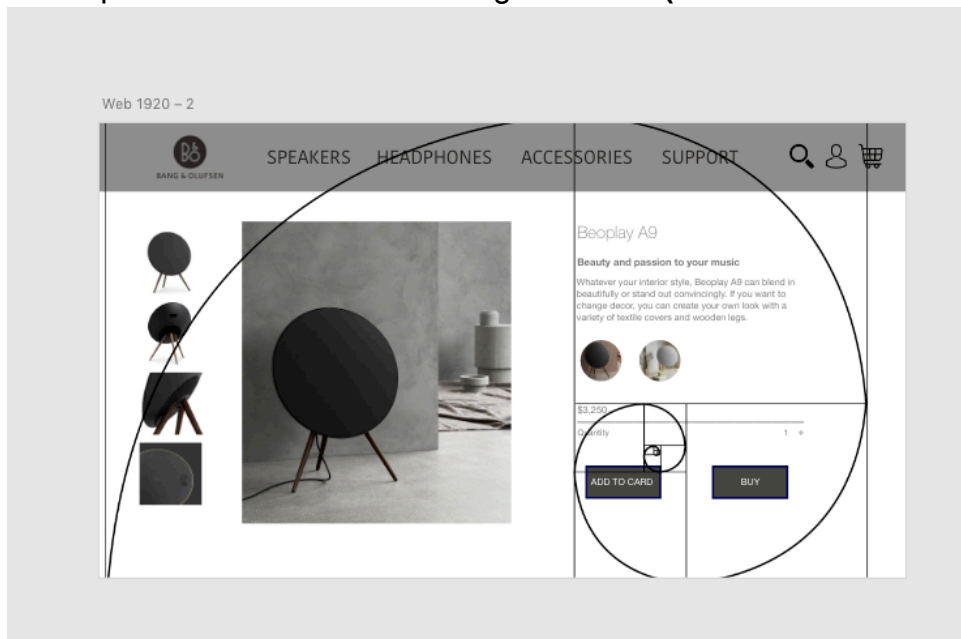 Web 1920 – 2
BANG & OLUFSEN
SPEAKERS HEADPHONES ACCESSORIES SUPPORT
Beoplay A9
Beauty and passion to your music
Whatever your interior style, Beoplay A9 can blend in
beautifully or stand out convincingly. If you want to
change decor, you can create your own look with a
variety of textile covers and wooden legs.
$3,250
Quantity 1 +
ADD TO CARD BUY